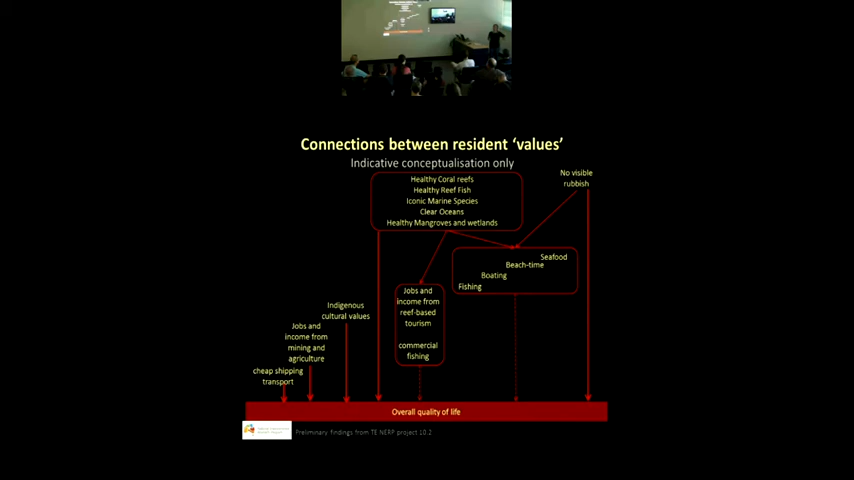 Connections between resident 'values'
Indicative conceptualisation only
Healthy Coral reefs
Healthy Reef Fish
Iconic Marine Species
Clear Oceans
Healthy Mangroves and wetlands
No visible
rubbish
Seafood
Beach-time
Boating
Fishing
Jobs and
income from
reef-based
tourism
commercial
fishing
Indigenous
cultural values
Jobs and
income from
mining and
agriculture
cheap shipping
transport
Overall quality of life
Preliminary findings from TE NERP project 10.2